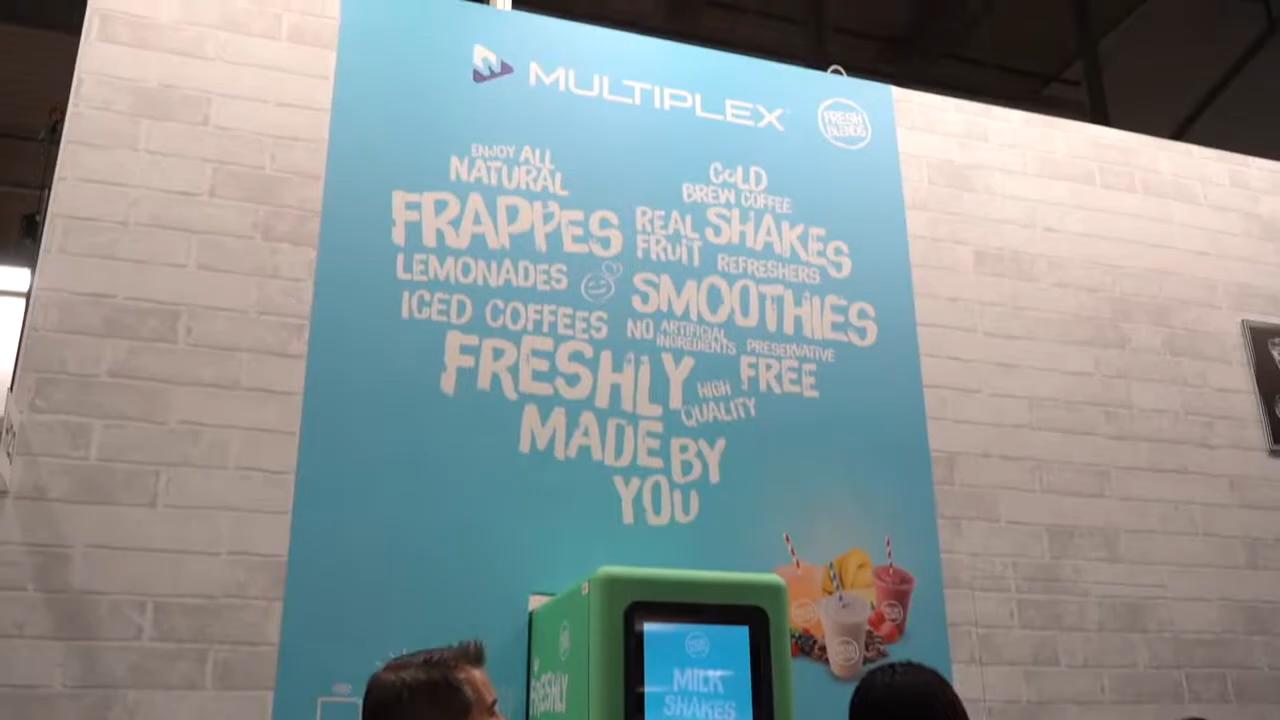 MULTIPLEX
FRESH
BLENDS
ENJOY ALL
NATURAL
FRAPPES
LEMONADES
ICED COFFEES
COLD
BREW COFFEE
REAL
FRUIT
SHAKES
REFRESHERS
SMOOTHIES
NO ARTIFICIAL
INGREDIENTS
PRESERVATIVE
FREE
FRESHLY
HIGH
QUALITY
MADE BY
YOU
FRESHLY
MILK
SHAKES